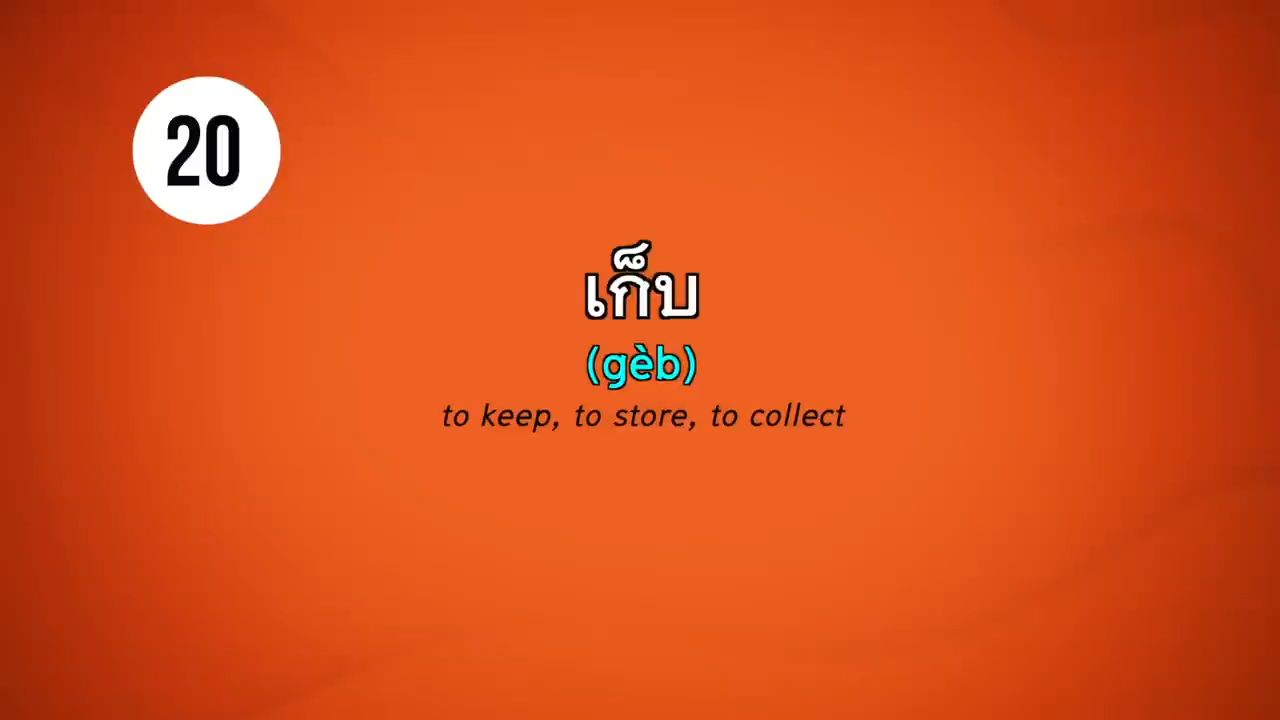 20
เก็บ
(gèb)
to keep, to store, to collect